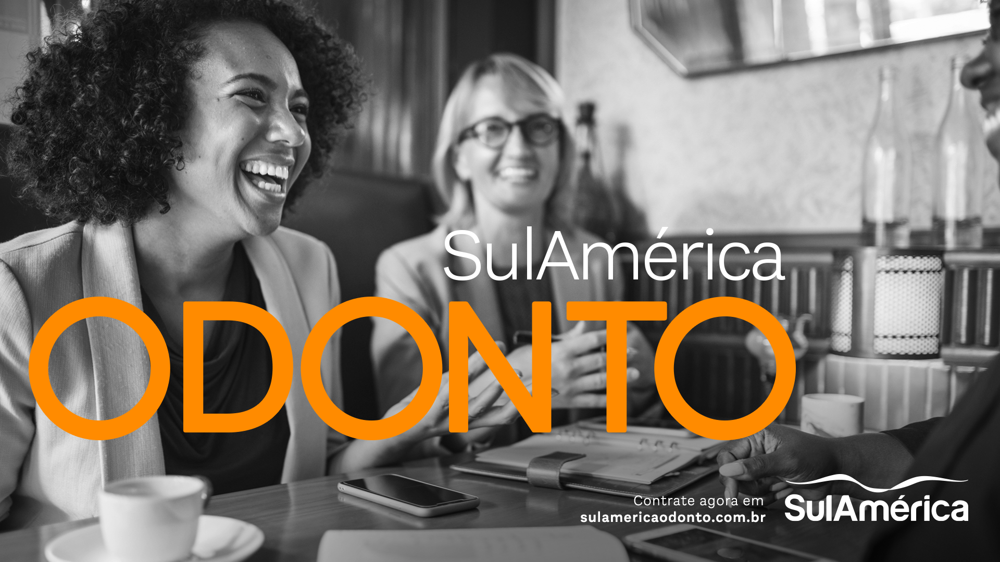 SulAmérica
ODONTO
Contrate agora em
sulamericaodonto.com.br
SulAmérica